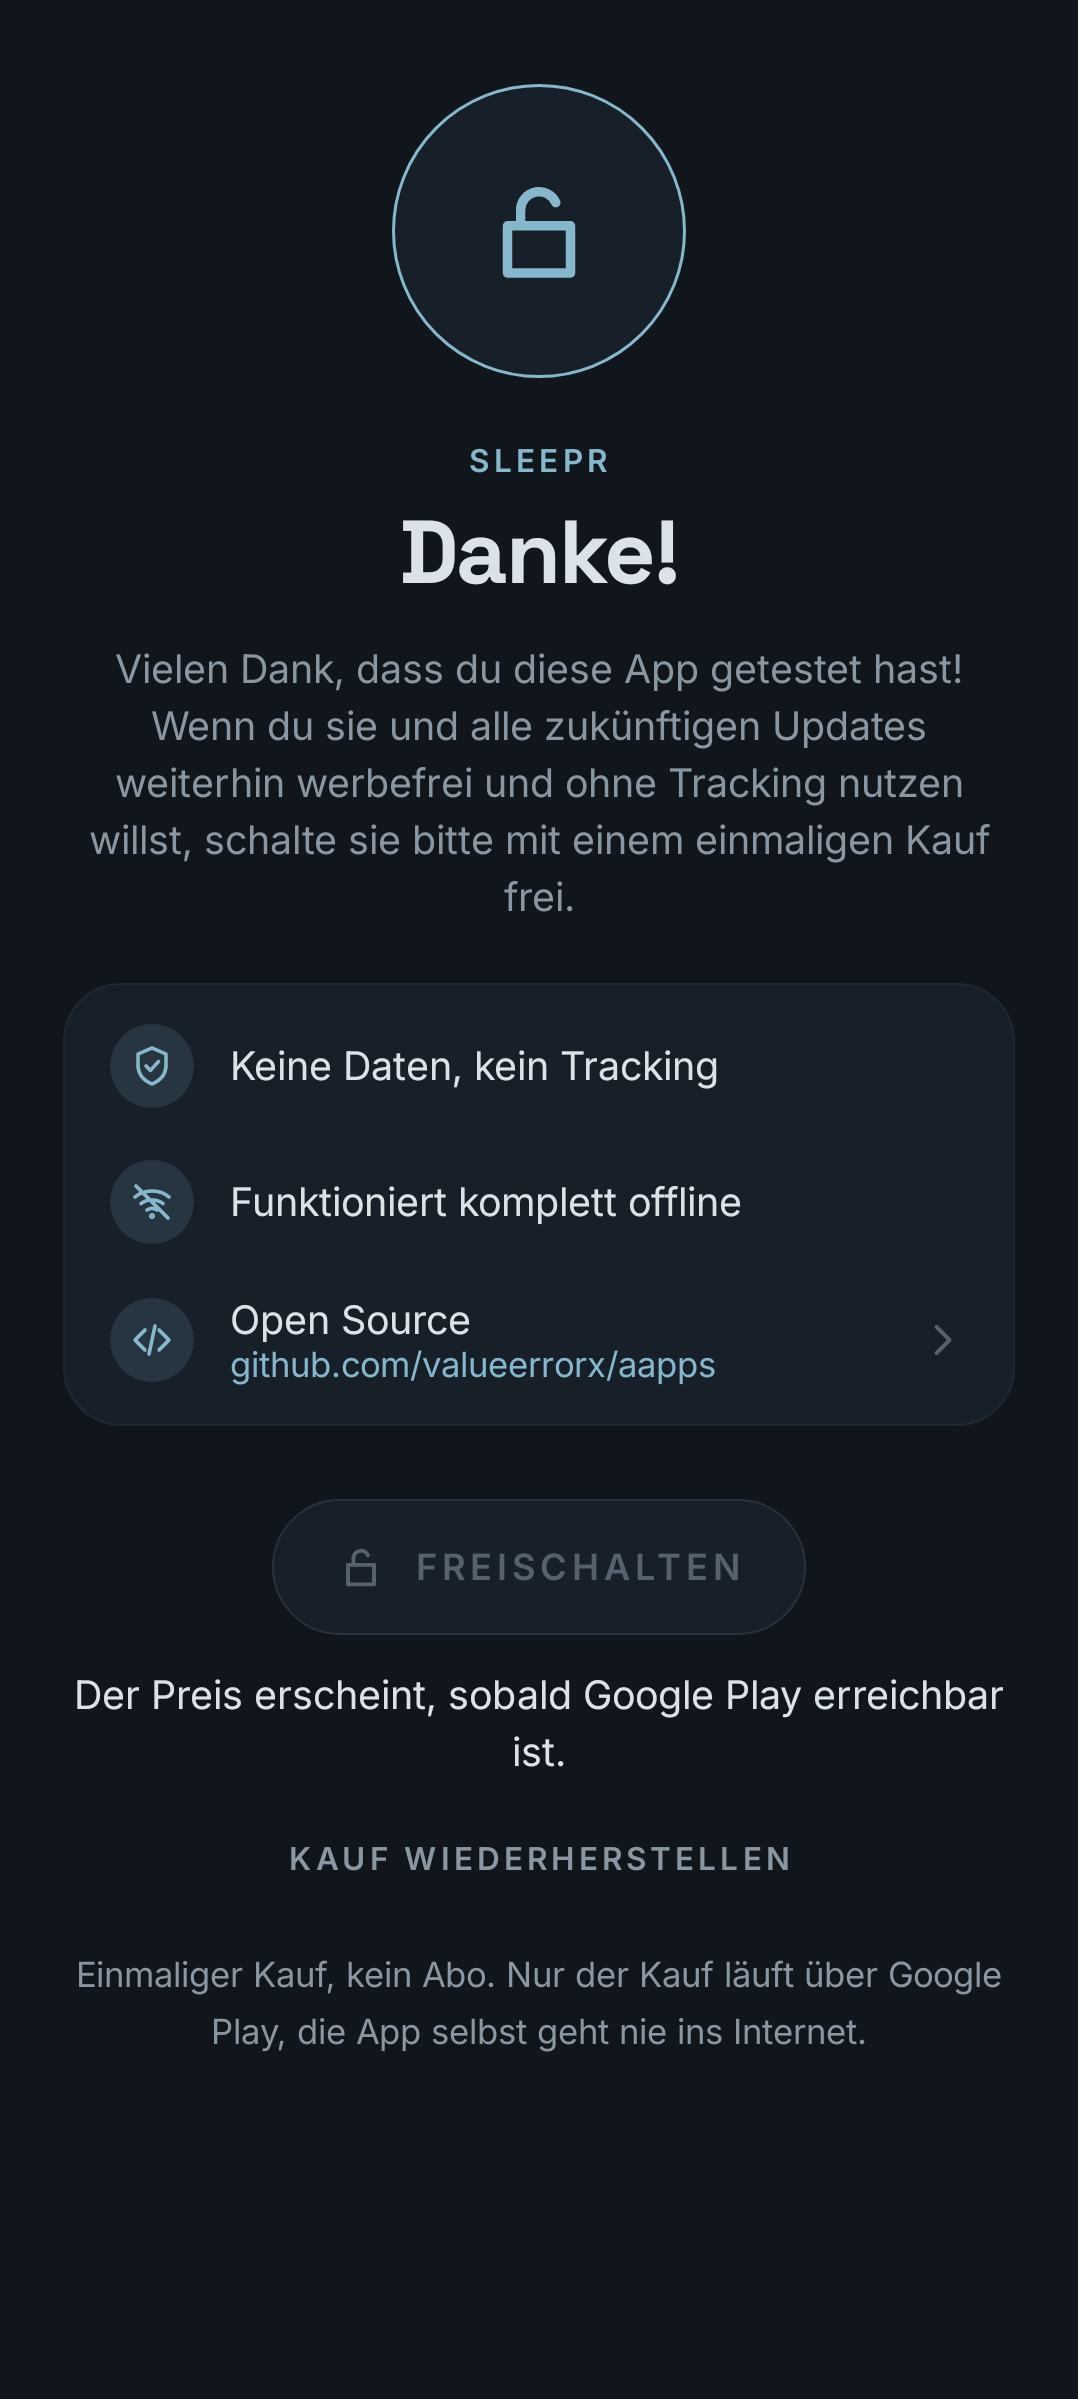 SLEEPR
Danke!
Vielen Dank, dass du diese App getestet hast!
Wenn du sie und alle zukünftigen Updates
weiterhin werbefrei und ohne Tracking nutzen
willst, schalte sie bitte mit einem einmaligen Kauf
frei.
Keine Daten, kein Tracking
Funktioniert komplett offline
Open Source
github.com/valueerrorx/aapps
FREISCHALTEN
Der Preis erscheint, sobald Google Play erreichbar
ist.
KAUF WIEDERHERSTELLEN
Einmaliger Kauf, kein Abo. Nur der Kauf läuft über Google
Play, die App selbst geht nie ins Internet.